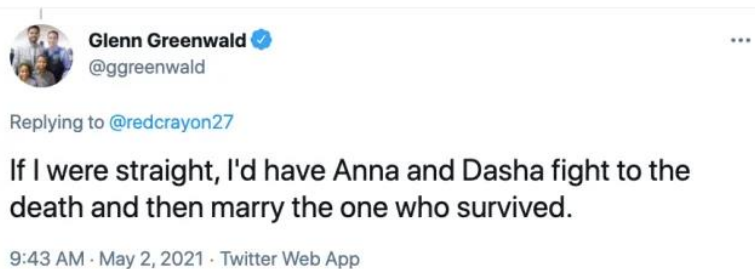 Glenn Greenwald
@ggreenwald
Replying to @redcrayon27
If I were straight, I'd have Anna and Dasha fight to the
death and then marry the one who survived.
9:43 AM · May 2, 2021 · Twitter Web App